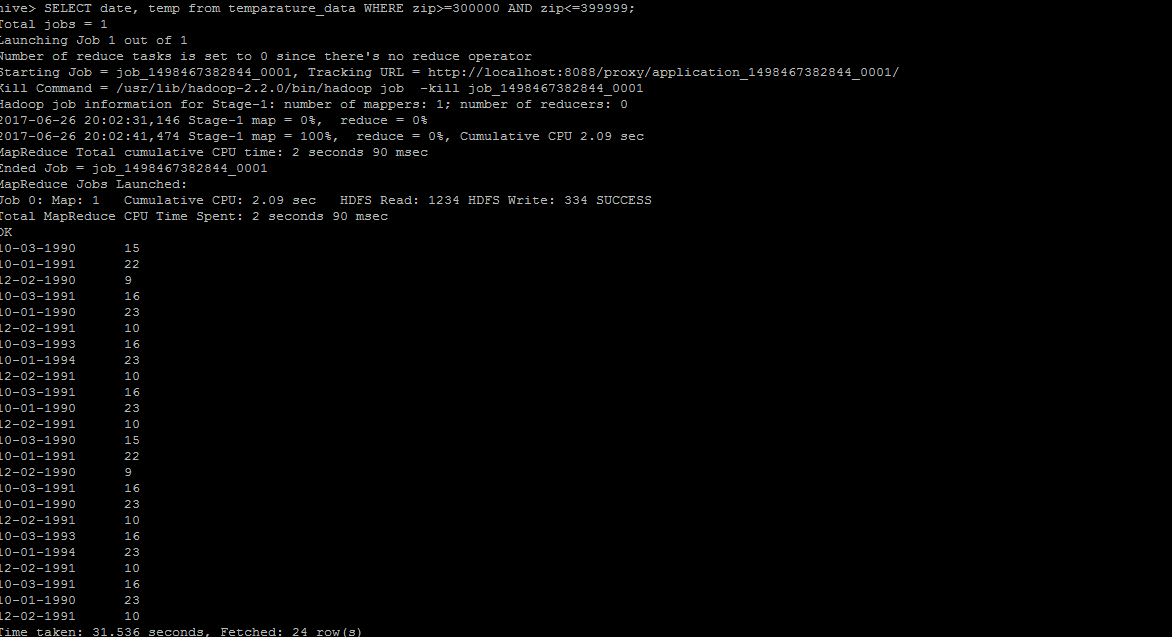 hive> SELECT date, temp from temparature_data WHERE zip>=300000 AND zip<=399999;
Total jobs = 1
Launching Job 1 out of 1
Number of reduce tasks is set to 0 since there's no reduce operator
Starting Job = job_1498467382844_0001, Tracking URL = http://localhost:8088/proxy/application_1498467382844_0001/
Kill Command = /usr/lib/hadoop-2.2.0/bin/hadoop job  -kill job_1498467382844_0001
Hadoop job information for Stage-1: number of mappers: 1; number of reducers: 0
2017-06-26 20:02:31,146 Stage-1 map = 0%,  reduce = 0%
2017-06-26 20:02:41,474 Stage-1 map = 100%,  reduce = 0%, Cumulative CPU 2.09 sec
MapReduce Total cumulative CPU time: 2 seconds 90 msec
Ended Job = job_1498467382844_0001
MapReduce Jobs Launched:
Job 0: Map: 1   Cumulative CPU: 2.09 sec   HDFS Read: 1234 HDFS Write: 334 SUCCESS
Total MapReduce CPU Time Spent: 2 seconds 90 msec
OK
10-03-1990      15
10-01-1991      22
12-02-1990      9
10-03-1991      16
10-01-1990      23
12-02-1991      10
10-03-1993      16
10-01-1994      23
12-02-1991      10
10-03-1991      16
10-01-1990      23
12-02-1991      10
10-03-1990      15
10-01-1991      22
12-02-1990      9
10-03-1991      16
10-01-1990      23
12-02-1991      10
10-03-1993      16
10-01-1994      23
12-02-1991      10
10-03-1991      16
10-01-1990      23
12-02-1991      10
Time taken: 31.536 seconds, Fetched: 24 row(s)